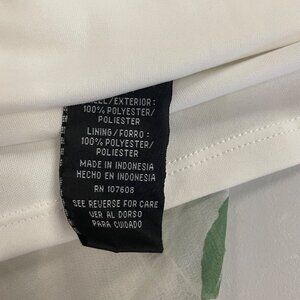 SHELL/EXTERIOR :
100% POLYESTER/
POLIESTER
LINING/FORRO :
100% POLYESTER/
POLIESTER
MADE IN INDONESIA
HECHO EN INDONESIA
RN 107608
SEE REVERSE FOR CARE
VER AL DORSO
PARA CUIDADO